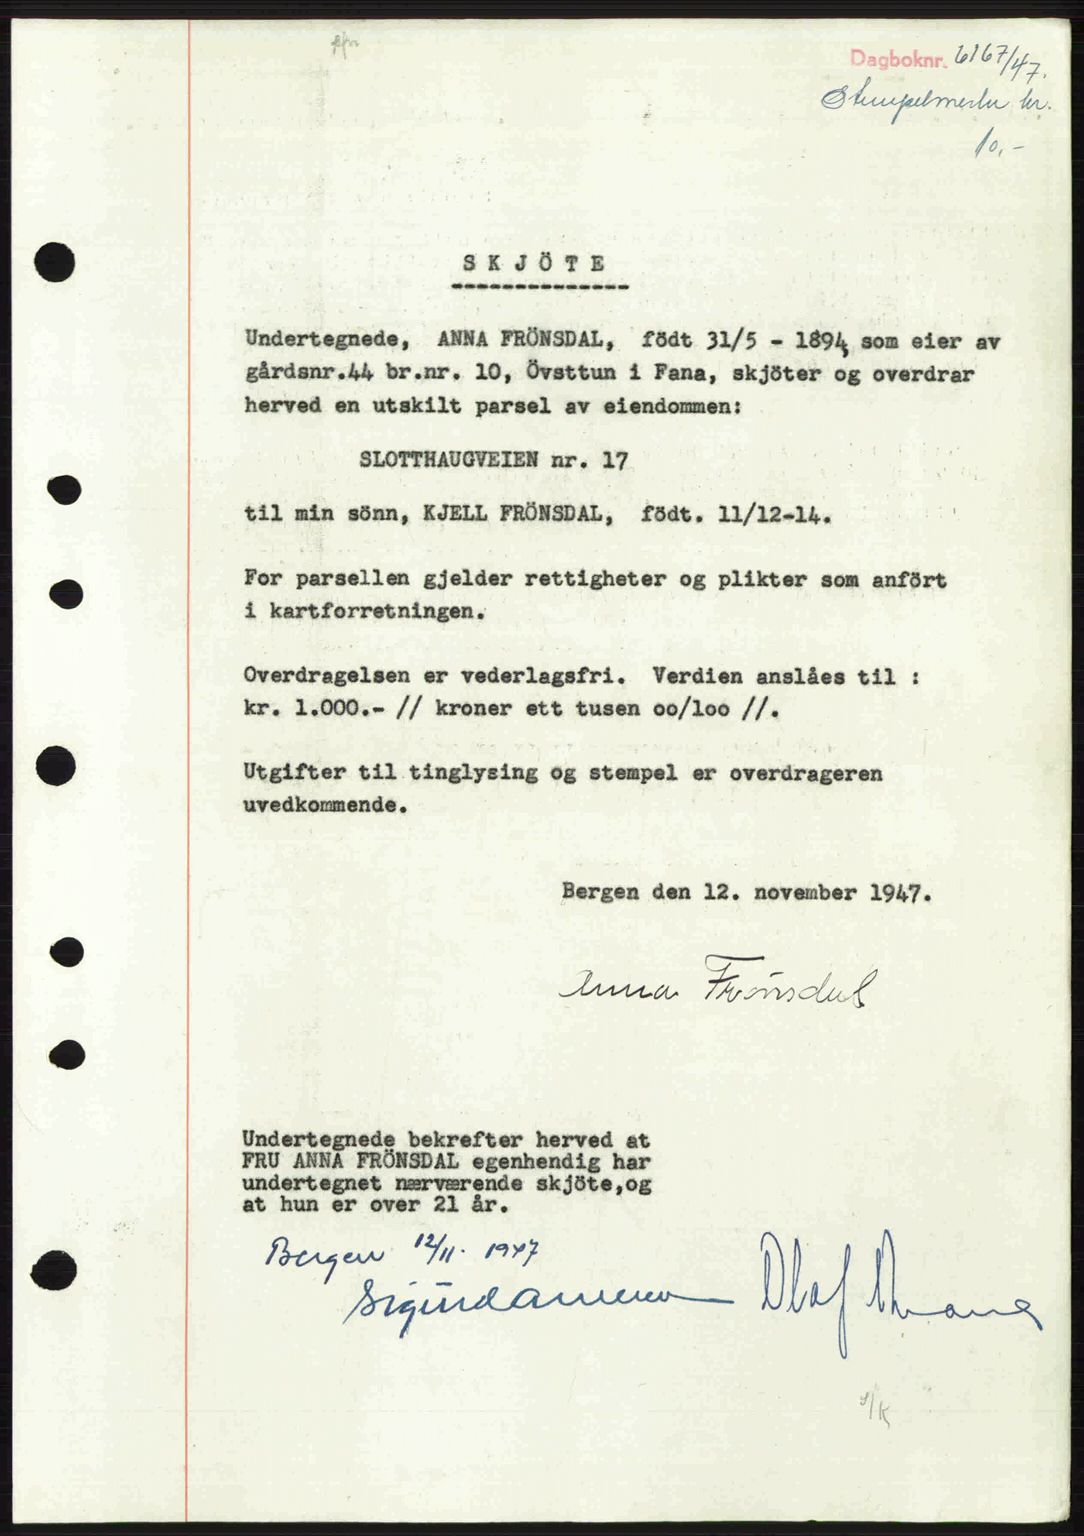 Dagboknr. 6167/47.
Stempelmerke kr.
10,-
SKJÖTE
Undertegnede, ANNA FRÖNSDAL, födt 31/5 - 1894, som eier av
gårdsnr.44 br.nr. 10, Övsttun i Fana, skjöter og overdrar
herved en utskilt parsel av eiendommen:
SLOTTHAUGVEIEN nr. 17
til min sönn, KJELL FRÖNSDAL, födt. 11/12-14.
For parsellen gjelder rettigheter og plikter som anfört
i kartforretningen.
Overdragelsen er vederlagsfri. Verdien anslåes til :
kr. 1.000.- // kroner ett tusen oo/loo //.
Utgifter til tinglysing og stempel er overdrageren
uvedkommende.
Bergen den 12. november 1947.
Anna Frönsdal
Undertegnede bekrefter herved at
FRU ANNA FRÖNSDAL egenhendig har
undertegnet nærværende skjöte,og
at hun er over 21 år.
Bergen 12/11. 1947
Sigurd Olaf